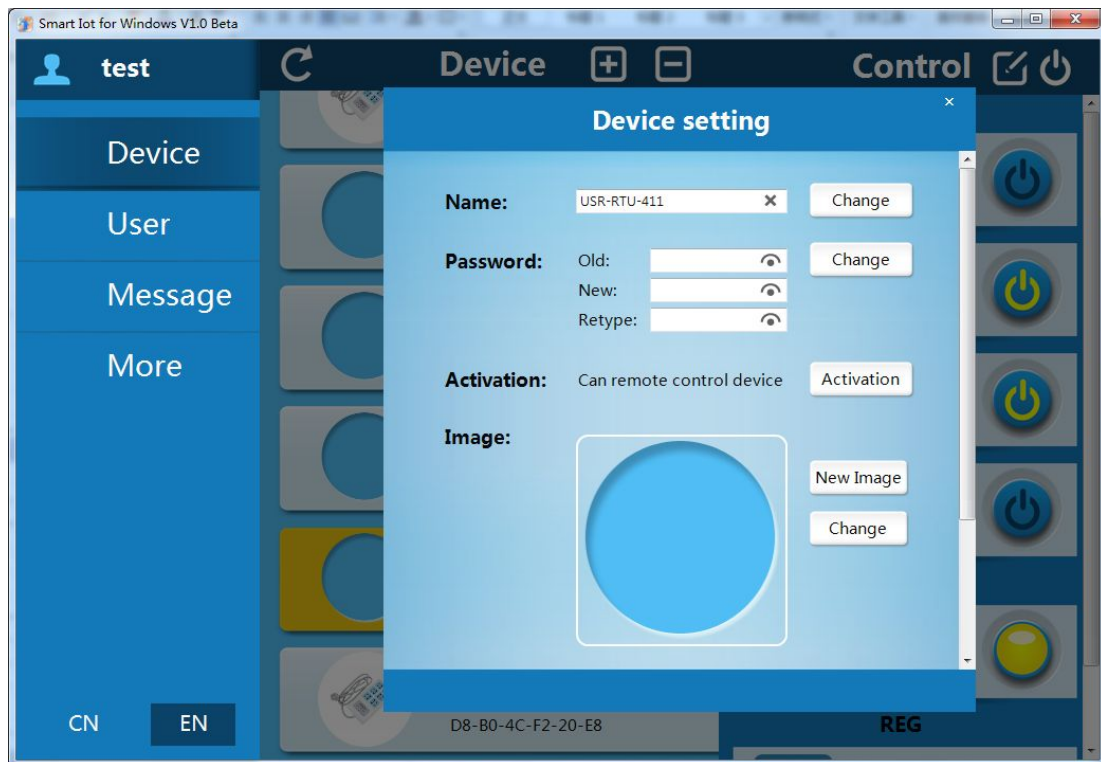 Smart Iot for Windows V1.0 Beta
test
Device
Control
Device
User
Message
More
CN
EN
Device setting
Name:
USR-RTU-411
Change
Password:
Old:
Change
New:
Retype:
Activation:
Can remote control device
Activation
Image:
New Image
Change
D8-B0-4C-F2-20-E8
REG